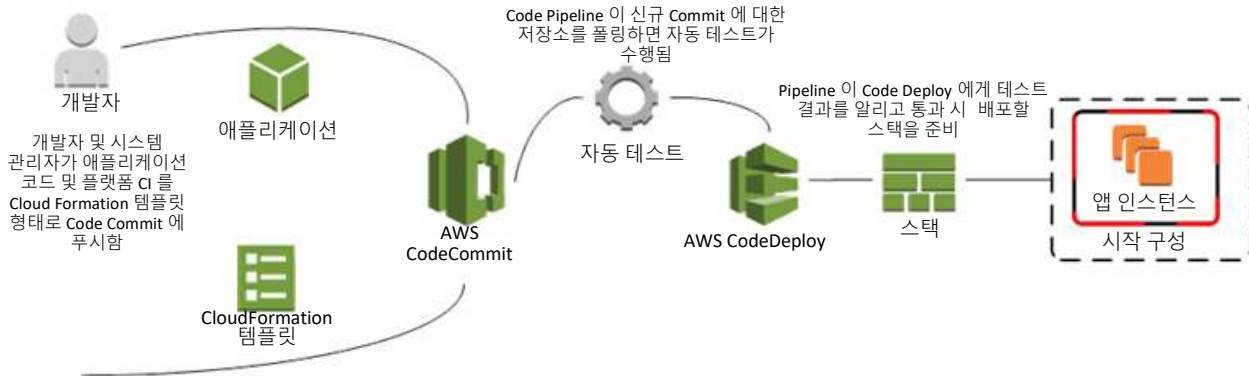 Code Pipeline 이 신규 Commit 에 대한
저장소를 폴링하면 자동 테스트가
수행됨
개발자
애플리케이션
개발자 및 시스템
관리자가 애플리케이션
코드 및 플랫폼 CI 를
Cloud Formation 템플릿
형태로 Code Commit 에
푸시함
CloudFormation
템플릿
AWS
CodeCommit
자동 테스트
Pipeline 이 Code Deploy 에게 테스트
결과를 알리고 통과 시 배포할
스택을 준비
AWS CodeDeploy
스택
앱 인스턴스
시작 구성